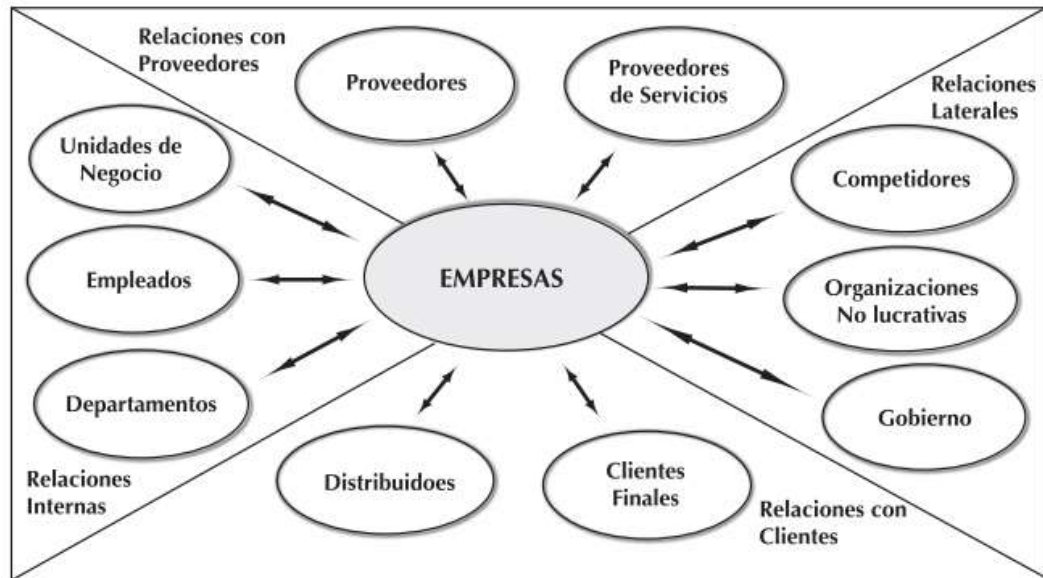 Relaciones con
Proveedores
Proveedores
Proveedores
de Servicios
Relaciones
Laterales
Unidades de
Negocio
Competidores
Empleados
EMPRESAS
Organizaciones
No lucrativas
Departamentos
Gobierno
Relaciones
Internas
Distribuidoes
Clientes
Finales
Relaciones con
Clientes